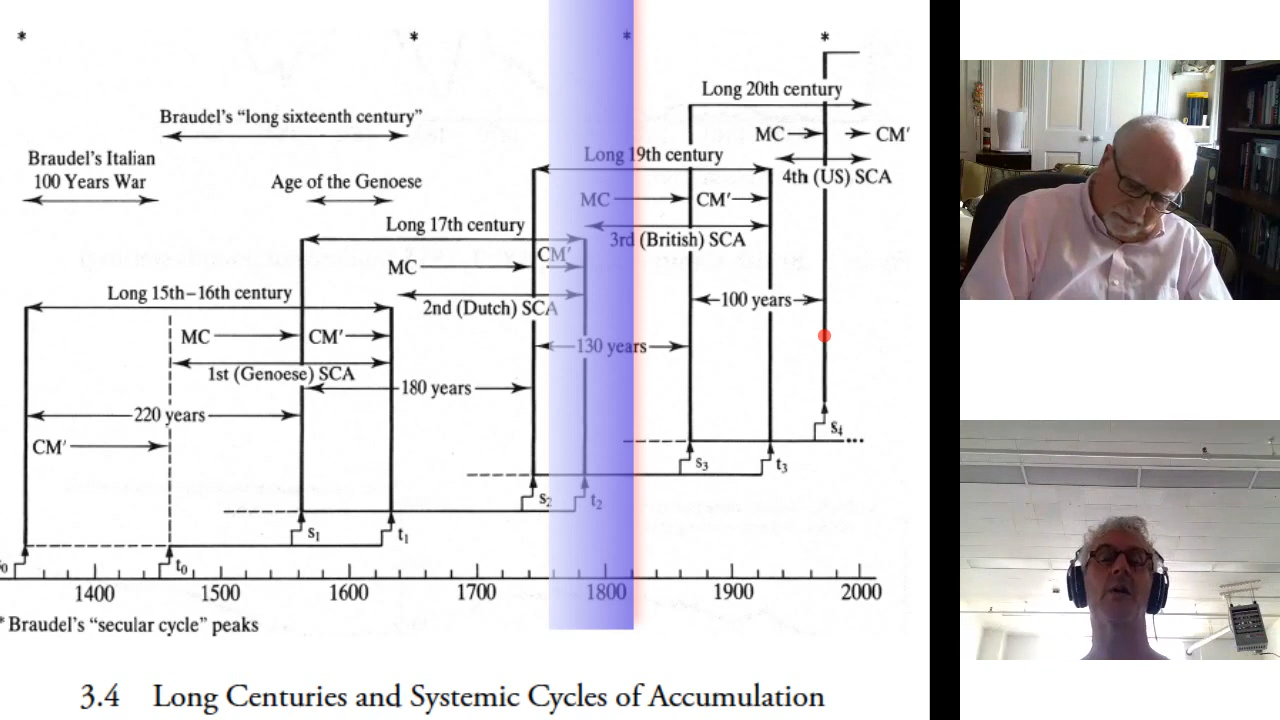 * * * *
Long 20th century
MC CM′
4th (US) SCA
Braudel's “long sixteenth century”
Long 19th century
MC CM′
3rd (British) SCA
Braudel's Italian
100 Years War
Age of the Genoese
Long 17th century
MC CM′
2nd (Dutch) SCA
100 years
Long 15th–16th century
MC CM′
1st (Genoese) SCA
130 years
180 years
220 years
CM′
s4
s3 t3
s2 t2
s1 t1
t0
1400 1500 1600 1700 1800 1900 2000
* Braudel's “secular cycle” peaks
3.4 Long Centuries and Systemic Cycles of Accumulation